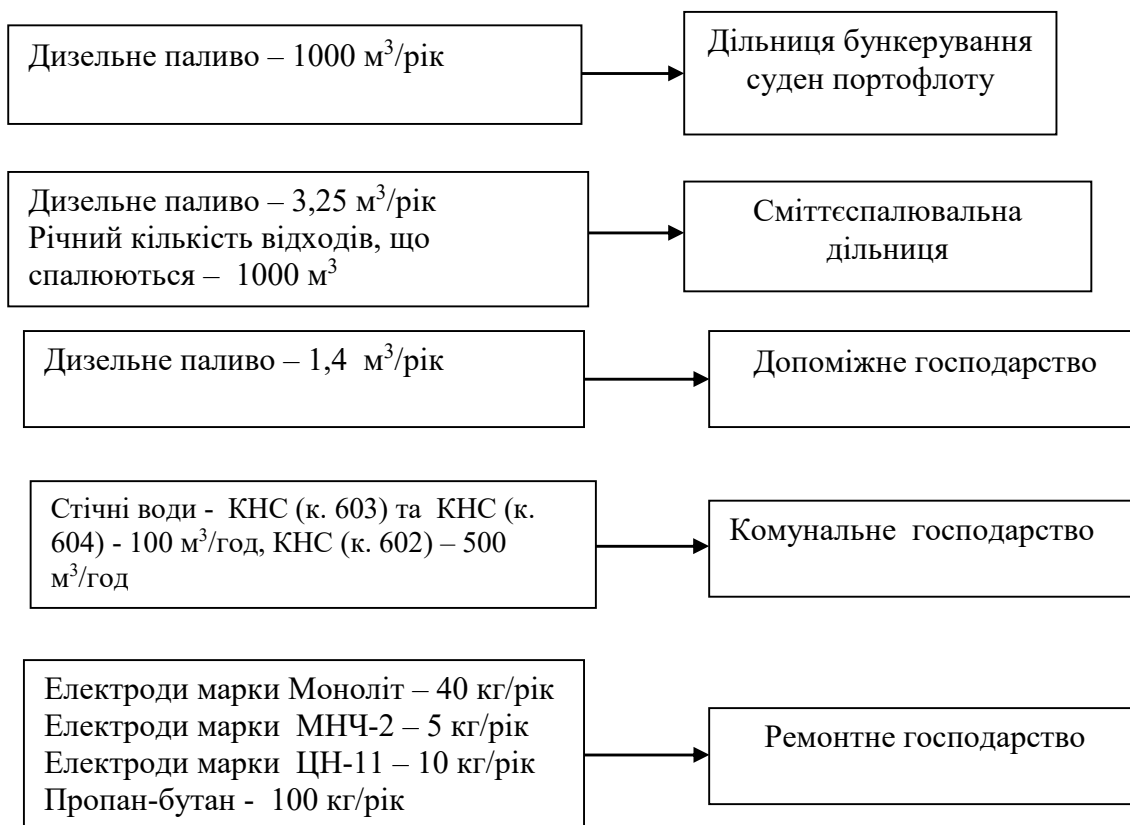 Дизельне паливо – 1000 м³/рік
Дільниця бункерування
суден портофлоту
Дизельне паливо – 3,25 м³/рік
Річний кількість відходів, що
спалюються – 1000 м³
Сміттєспалювальна
дільниця
Дизельне паливо – 1,4 м³/рік
Допоміжне господарство
Стічні води - КНС (к. 603) та КНС (к.
604) - 100 м³/год, КНС (к. 602) – 500
м³/год
Комунальне господарство
Електроди марки Моноліт – 40 кг/рік
Електроди марки МНЧ-2 – 5 кг/рік
Електроди марки ЦН-11 – 10 кг/рік
Пропан-бутан - 100 кг/рік
Ремонтне господарство